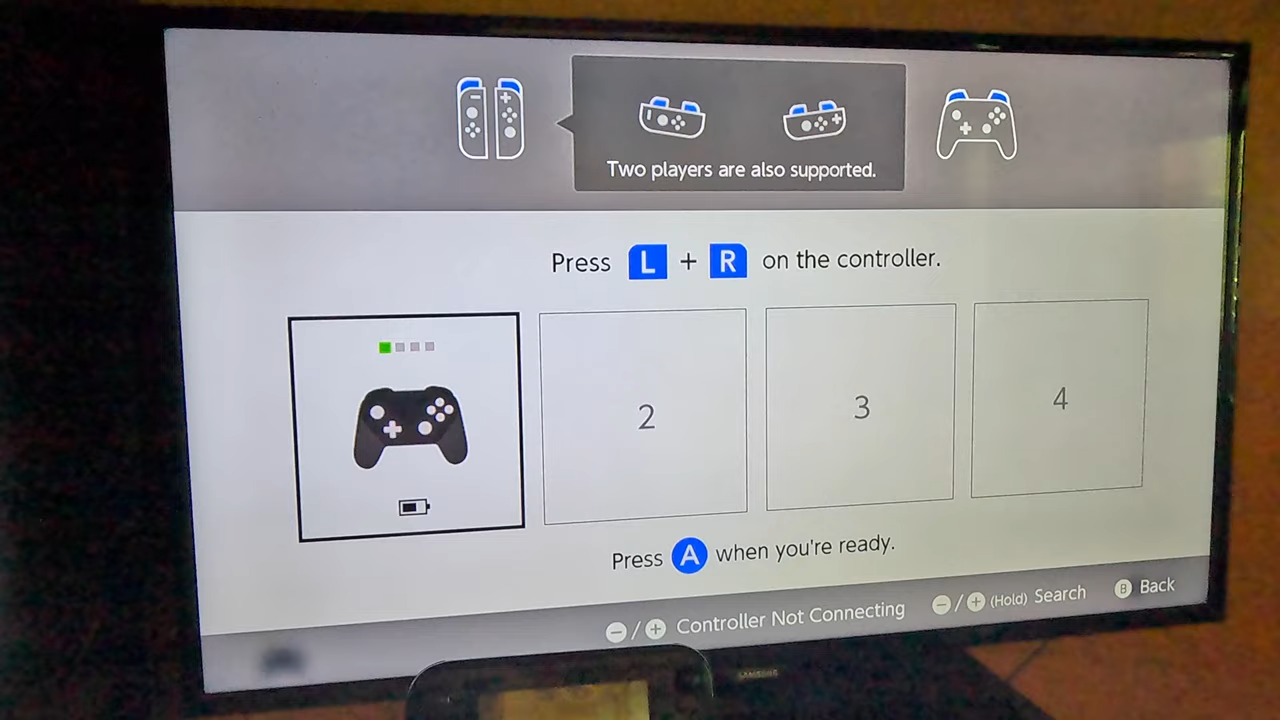 Two players are also supported.
Press L + R on the controller.
2
3
4
Press A when you're ready.
−/+ Controller Not Connecting
−/+ (Hold) Search
B Back
SAMSUNG